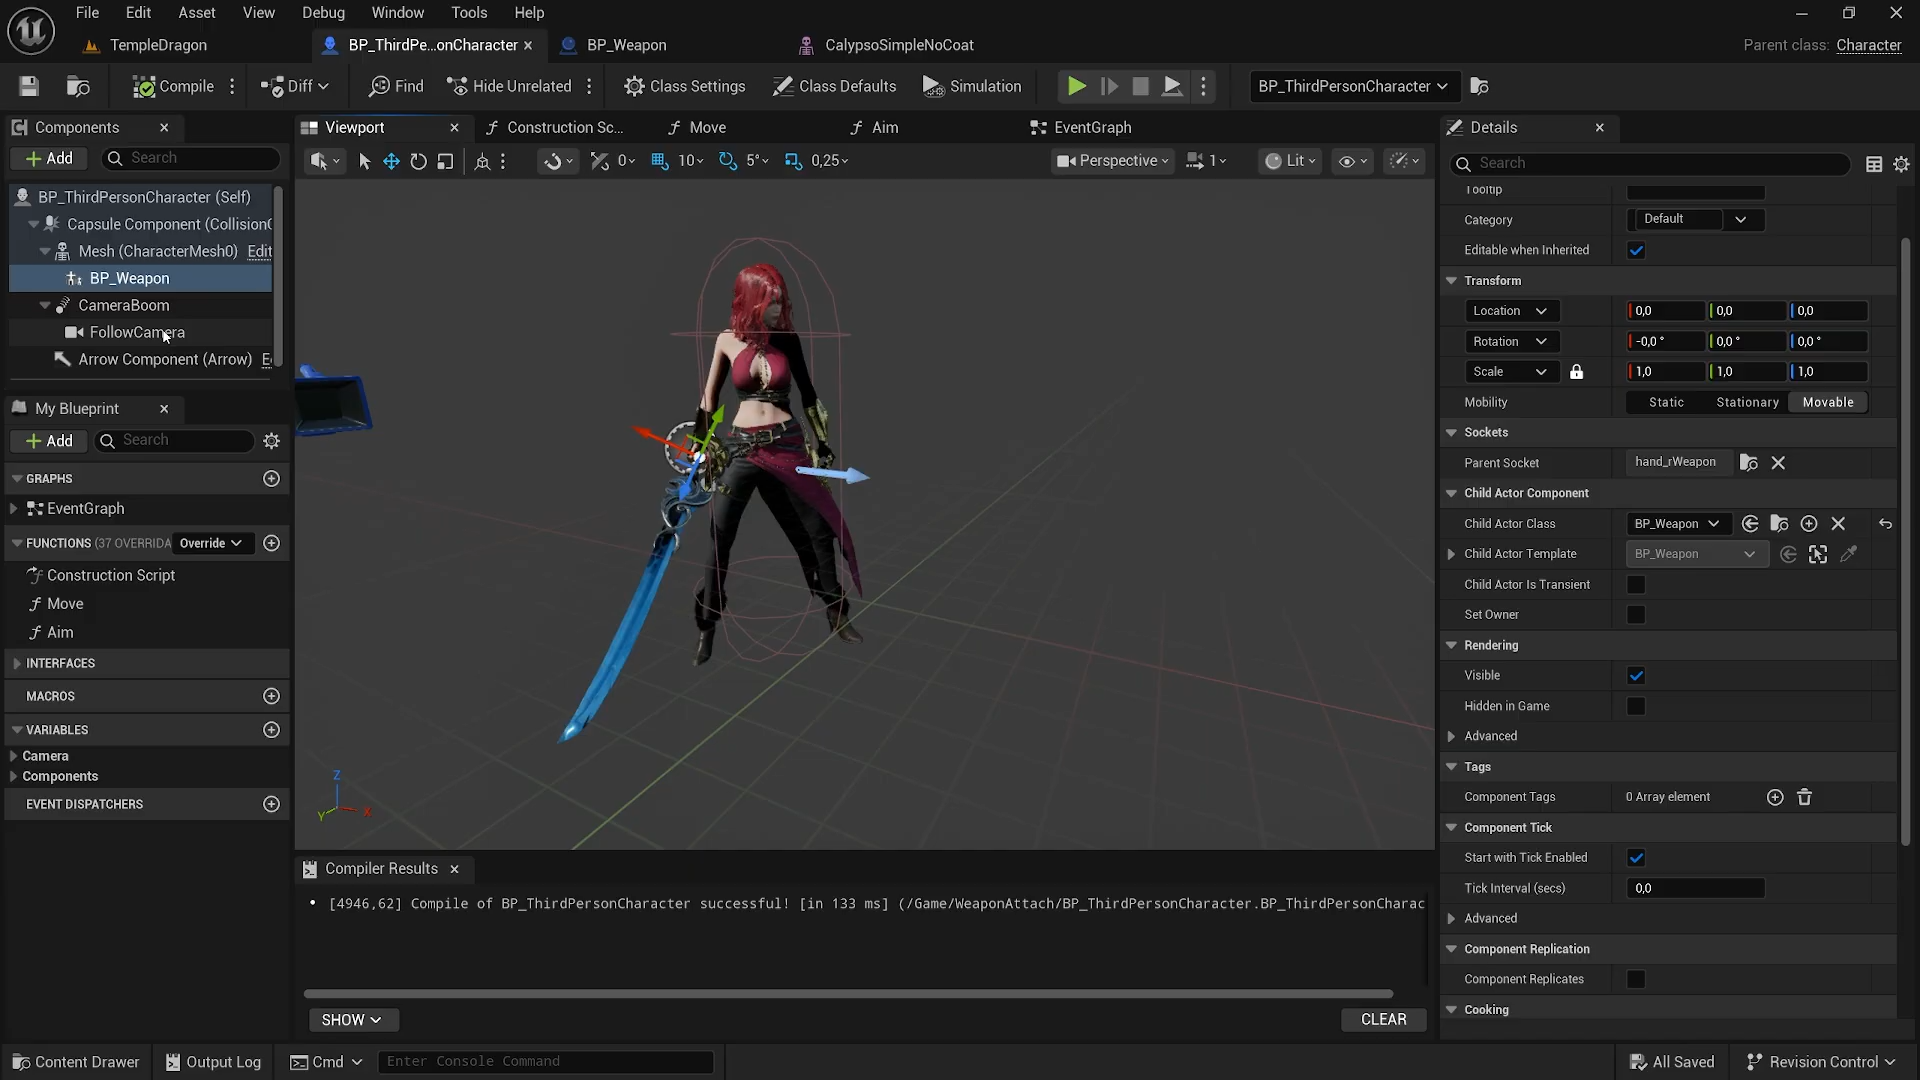 File Edit Asset View Debug Window Tools Help
TempleDragon
BP_ThirdPe...onCharacter
BP_Weapon
CalypsoSimpleNoCoat
Parent class: Character
Compile
Diff
Find
Hide Unrelated
Class Settings
Class Defaults
Simulation
BP_ThirdPersonCharacter
Components
Add
Search
BP_ThirdPersonCharacter (Self)
Capsule Component (CollisionC
Mesh (CharacterMesh0) Edit
BP_Weapon
CameraBoom
FollowCamera
Arrow Component (Arrow) E
My Blueprint
Add
Search
GRAPHS
EventGraph
FUNCTIONS (37 OVERRIDA Override
Construction Script
Move
Aim
INTERFACES
MACROS
VARIABLES
Camera
Components
EVENT DISPATCHERS
Viewport
Construction Sc...
Move
Aim
EventGraph
0
10
5°
0,25
Perspective
1
Lit
Z
Y
X
Compiler Results
• [4946,62] Compile of BP_ThirdPersonCharacter successful! [in 133 ms] (/Game/WeaponAttach/BP_ThirdPersonCharacter.BP_ThirdPersonCharac
SHOW
CLEAR
Details
Search
Tooltip
Category Default
Editable when Inherited
Transform
Location 0,0 0,0 0,0
Rotation -0,0 ° 0,0 ° 0,0 °
Scale 1,0 1,0 1,0
Mobility Static Stationary Movable
Sockets
Parent Socket hand_rWeapon
Child Actor Component
Child Actor Class BP_Weapon
Child Actor Template BP_Weapon
Child Actor Is Transient
Set Owner
Rendering
Visible
Hidden in Game
Advanced
Tags
Component Tags 0 Array element
Component Tick
Start with Tick Enabled
Tick Interval (secs) 0,0
Advanced
Component Replication
Component Replicates
Cooking
Content Drawer
Output Log
Cmd
Enter Console Command
All Saved
Revision Control